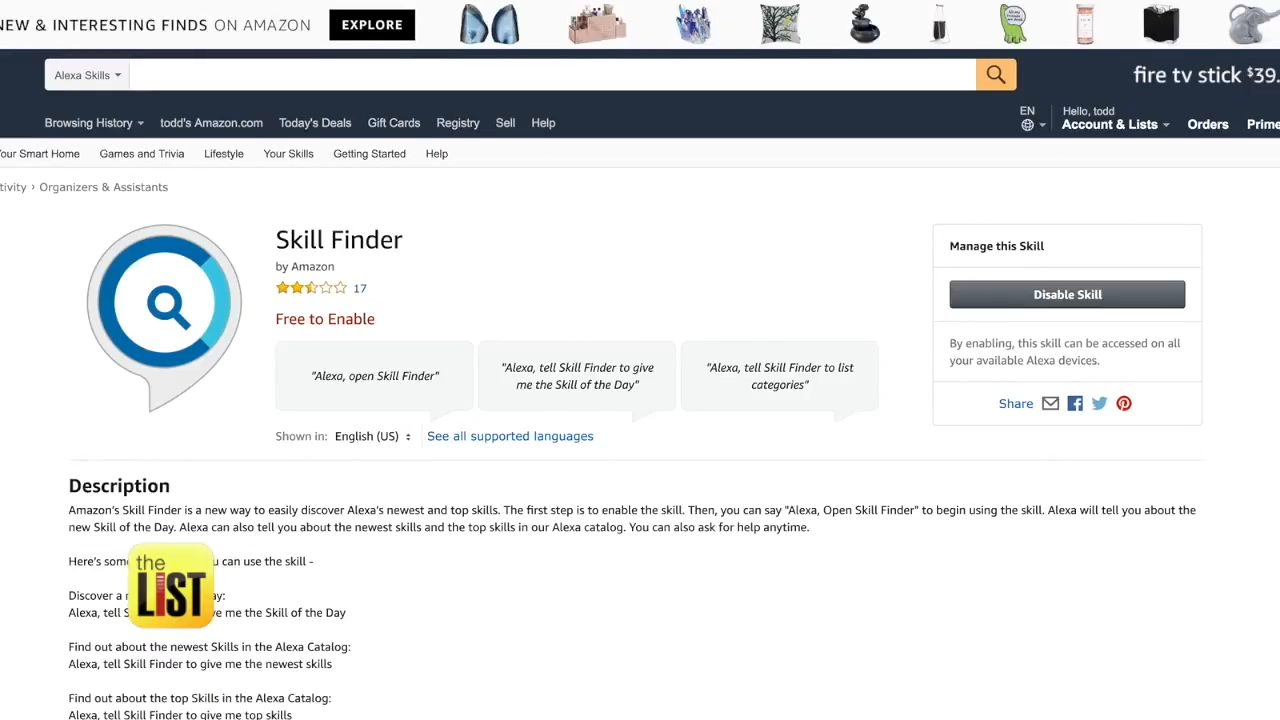 NEW & INTERESTING FINDS ON AMAZON EXPLORE
Alexa Skills
fire tv stick $39.
EN
Hello, todd
Browsing History todd's Amazon.com Today's Deals Gift Cards Registry Sell Help
Account & Lists Orders Prime
Your Smart Home Games and Trivia Lifestyle Your Skills Getting Started Help
tivity › Organizers & Assistants
Skill Finder
by Amazon
17
Free to Enable
"Alexa, open Skill Finder"
"Alexa, tell Skill Finder to give
me the Skill of the Day"
"Alexa, tell Skill Finder to list
categories"
Shown in: English (US) See all supported languages
Manage this Skill
Disable Skill
By enabling, this skill can be accessed on all
your available Alexa devices.
Share
Description
Amazon's Skill Finder is a new way to easily discover Alexa's newest and top skills. The first step is to enable the skill. Then, you can say "Alexa, Open Skill Finder" to begin using the skill. Alexa will tell you about the
new Skill of the Day. Alexa can also tell you about the newest skills and the top skills in our Alexa catalog. You can also ask for help anytime.
Here's som u can use the skill -
Discover a ay:
Alexa, tell S ve me the Skill of the Day
the
LIST
Find out about the newest Skills in the Alexa Catalog:
Alexa, tell Skill Finder to give me the newest skills
Find out about the top Skills in the Alexa Catalog:
Alexa, tell Skill Finder to give me top skills